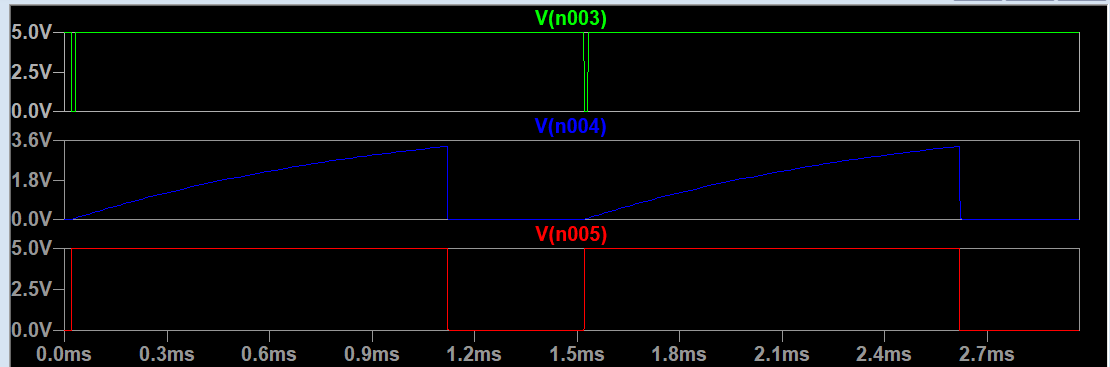 V(n003)
5.0V
2.5V
0.0V
V(n004)
3.6V
1.8V
0.0V
V(n005)
5.0V
2.5V
0.0V
0.0ms 0.3ms 0.6ms 0.9ms 1.2ms 1.5ms 1.8ms 2.1ms 2.4ms 2.7ms